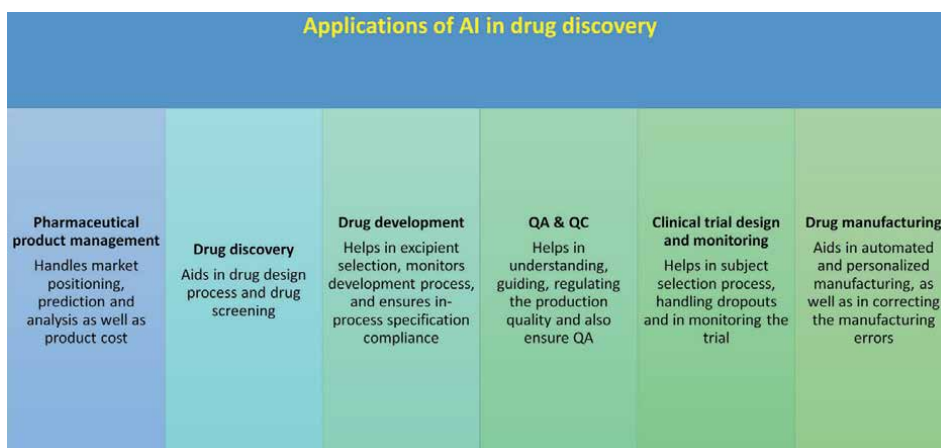 Applications of AI in drug discovery
Pharmaceutical
product management
Handles market
positioning,
prediction and
analysis as well as
product cost
Drug discovery
Aids in drug design
process and drug
screening
Drug development
Helps in excipient
selection, monitors
development process,
and ensures in-
process specification
compliance
QA & QC
Helps in
understanding,
guiding, regulating
the production
quality and also
ensure QA
Clinical trial design
and monitoring
Helps in subject
selection process,
handling dropouts
and in monitoring the
trial
Drug manufacturing
Aids in automated
and personalized
manufacturing, as
well as in correcting
the manufacturing
errors